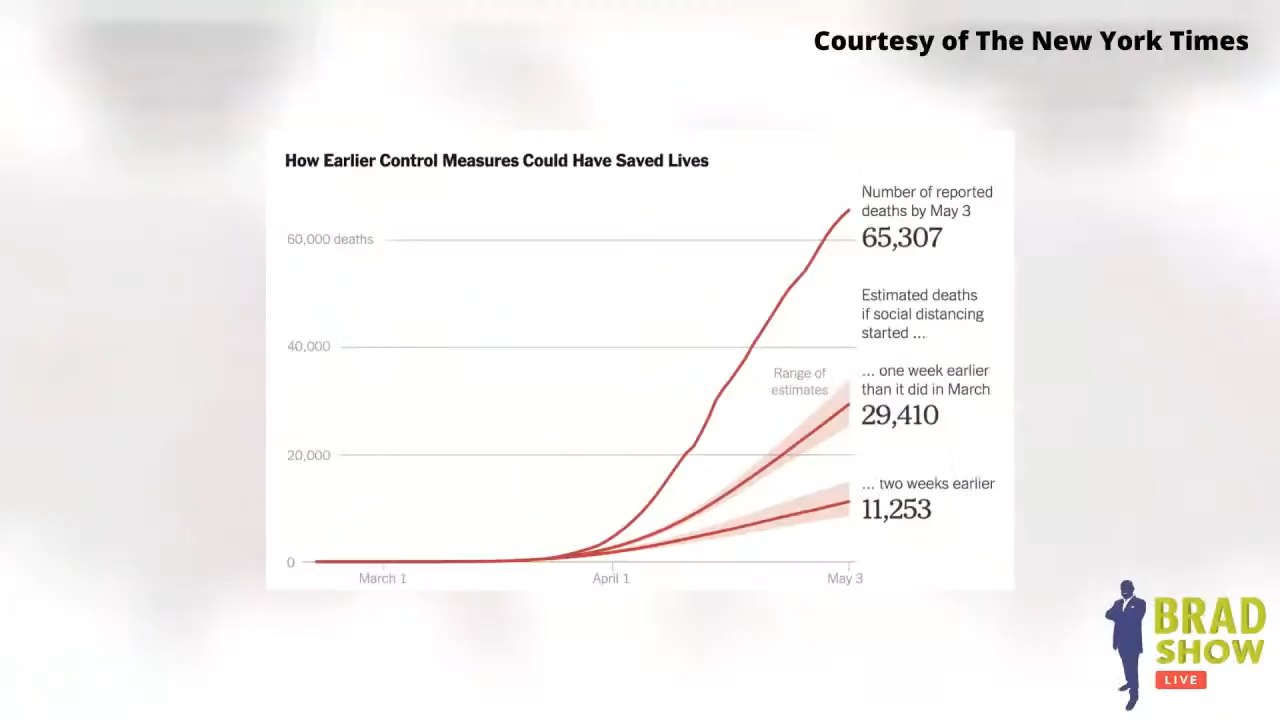 Courtesy of The New York Times
How Earlier Control Measures Could Have Saved Lives
Number of reported
deaths by May 3
65,307
60,000 deaths
Estimated deaths
if social distancing
started ...
40,000
Range of
estimates
... one week earlier
than it did in March
29,410
20,000
... two weeks earlier
11,253
0
March 1
April 1
May 3
BRAD
SHOW
LIVE